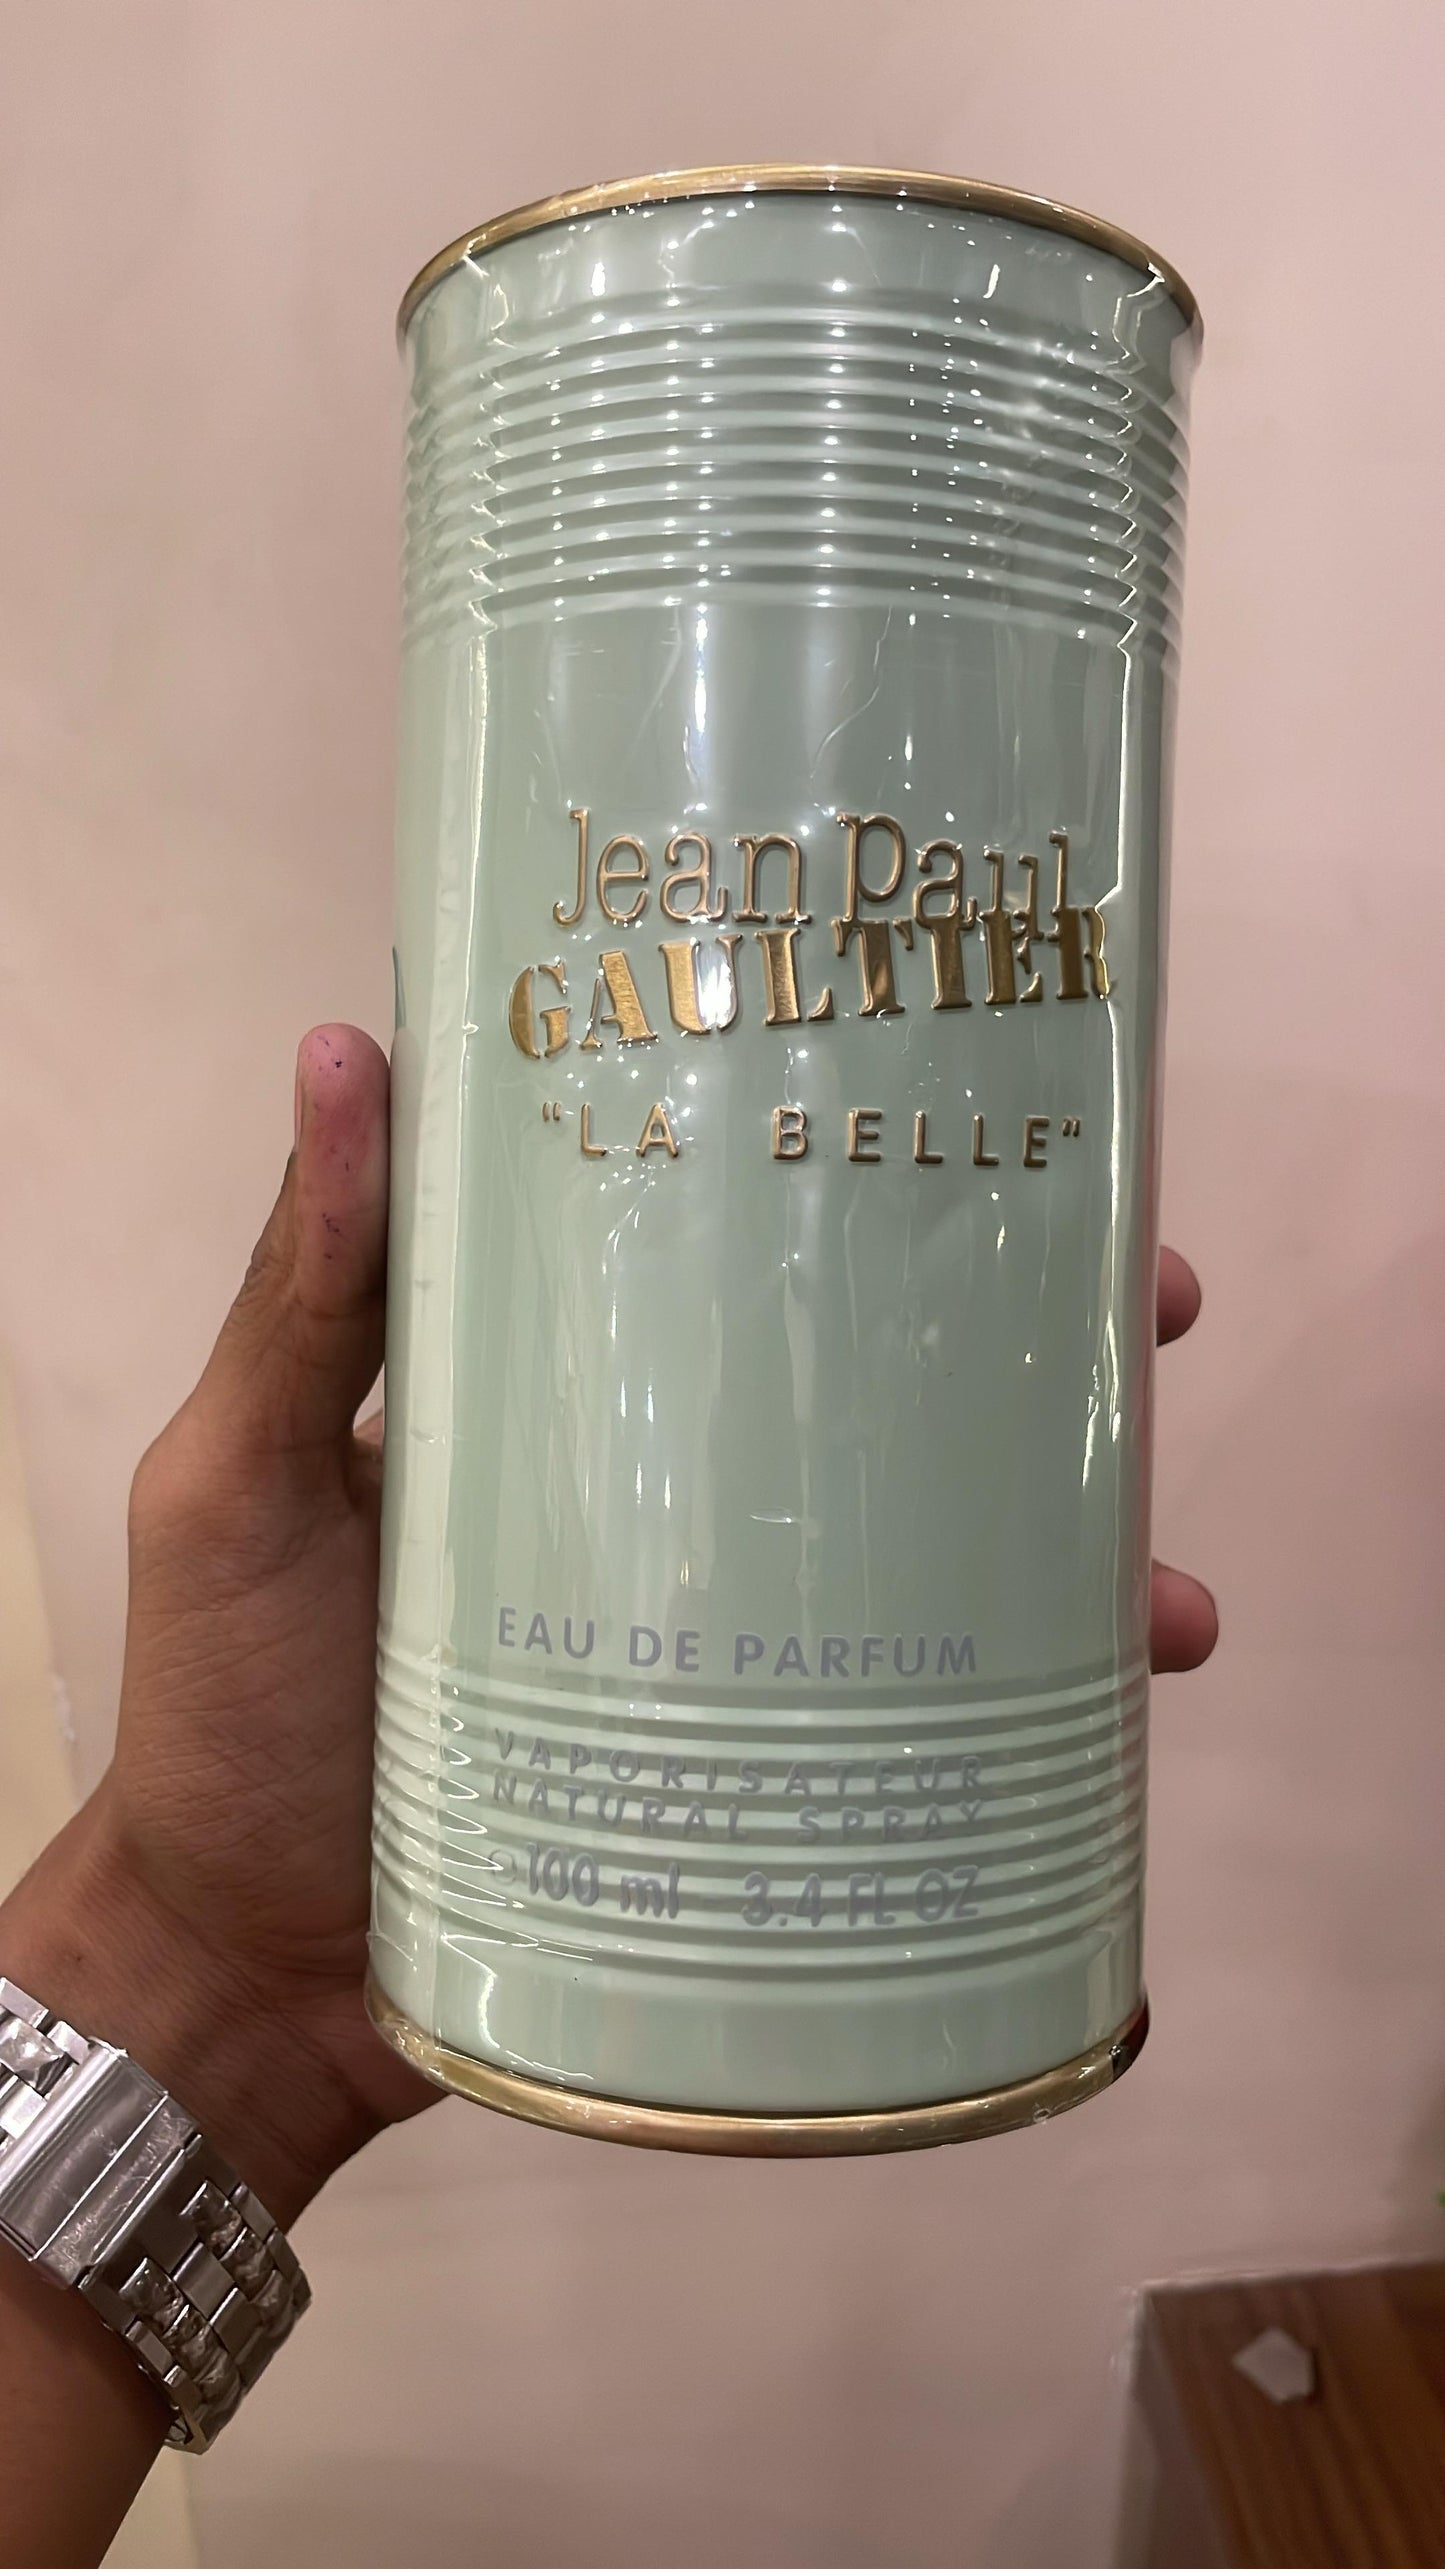 Jean Paul
GAULTIER
"LA BELLE"
EAU DE PARFUM
VAPORISATEUR
NATURAL SPRAY
℮100 ml - 3.4 FL OZ